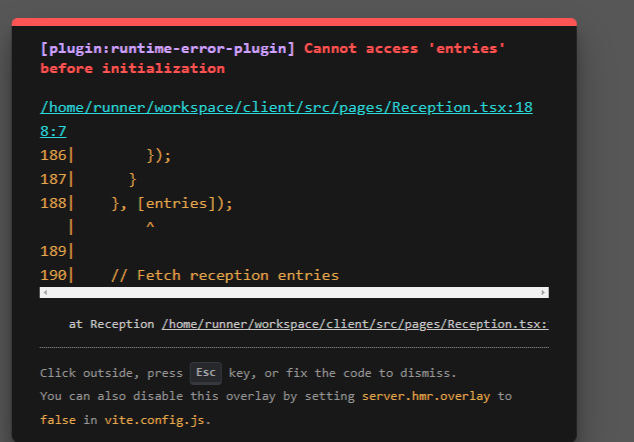 [plugin:runtime-error-plugin] Cannot access 'entries'
before initialization
/home/runner/workspace/client/src/pages/Reception.tsx:18
8:7
186|        });
187|      }
188|    }, [entries]);
   |        ^
189|
190|    // Fetch reception entries
at Reception /home/runner/workspace/client/src/pages/Reception.tsx:
Click outside, press Esc key, or fix the code to dismiss.
You can also disable this overlay by setting server.hmr.overlay to
false in vite.config.js.